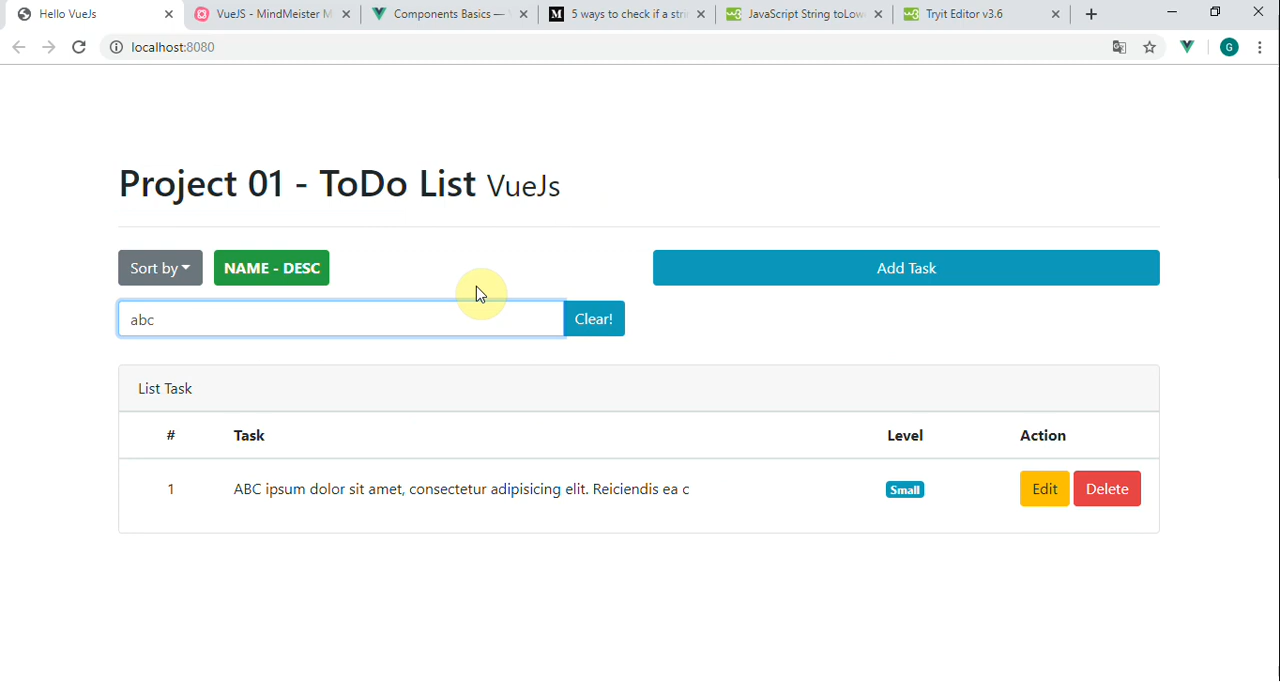 Hello VueJs
VueJS - MindMeister M
Components Basics — V
M 5 ways to check if a stri
JavaScript String toLow
Tryit Editor v3.6
localhost:8080
G
Project 01 - ToDo List VueJs
Sort by NAME - DESC Add Task
abc Clear!
List Task
# Task Level Action
1 ABC ipsum dolor sit amet, consectetur adipisicing elit. Reiciendis ea c Small Edit Delete